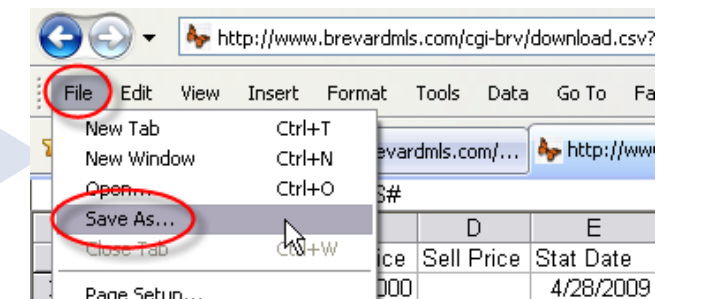 http://www.brevardmls.com/cgi-brv/download.csv?
File Edit View Insert Format Tools Data Go To Fa
New Tab Ctrl+T
New Window Ctrl+N
evardmls.com/... http://www
Open... Ctrl+O
S#
Save As...
D E
Close Tab Ctrl+W
ice Sell Price Stat Date
000 4/28/2009
Page Setup...